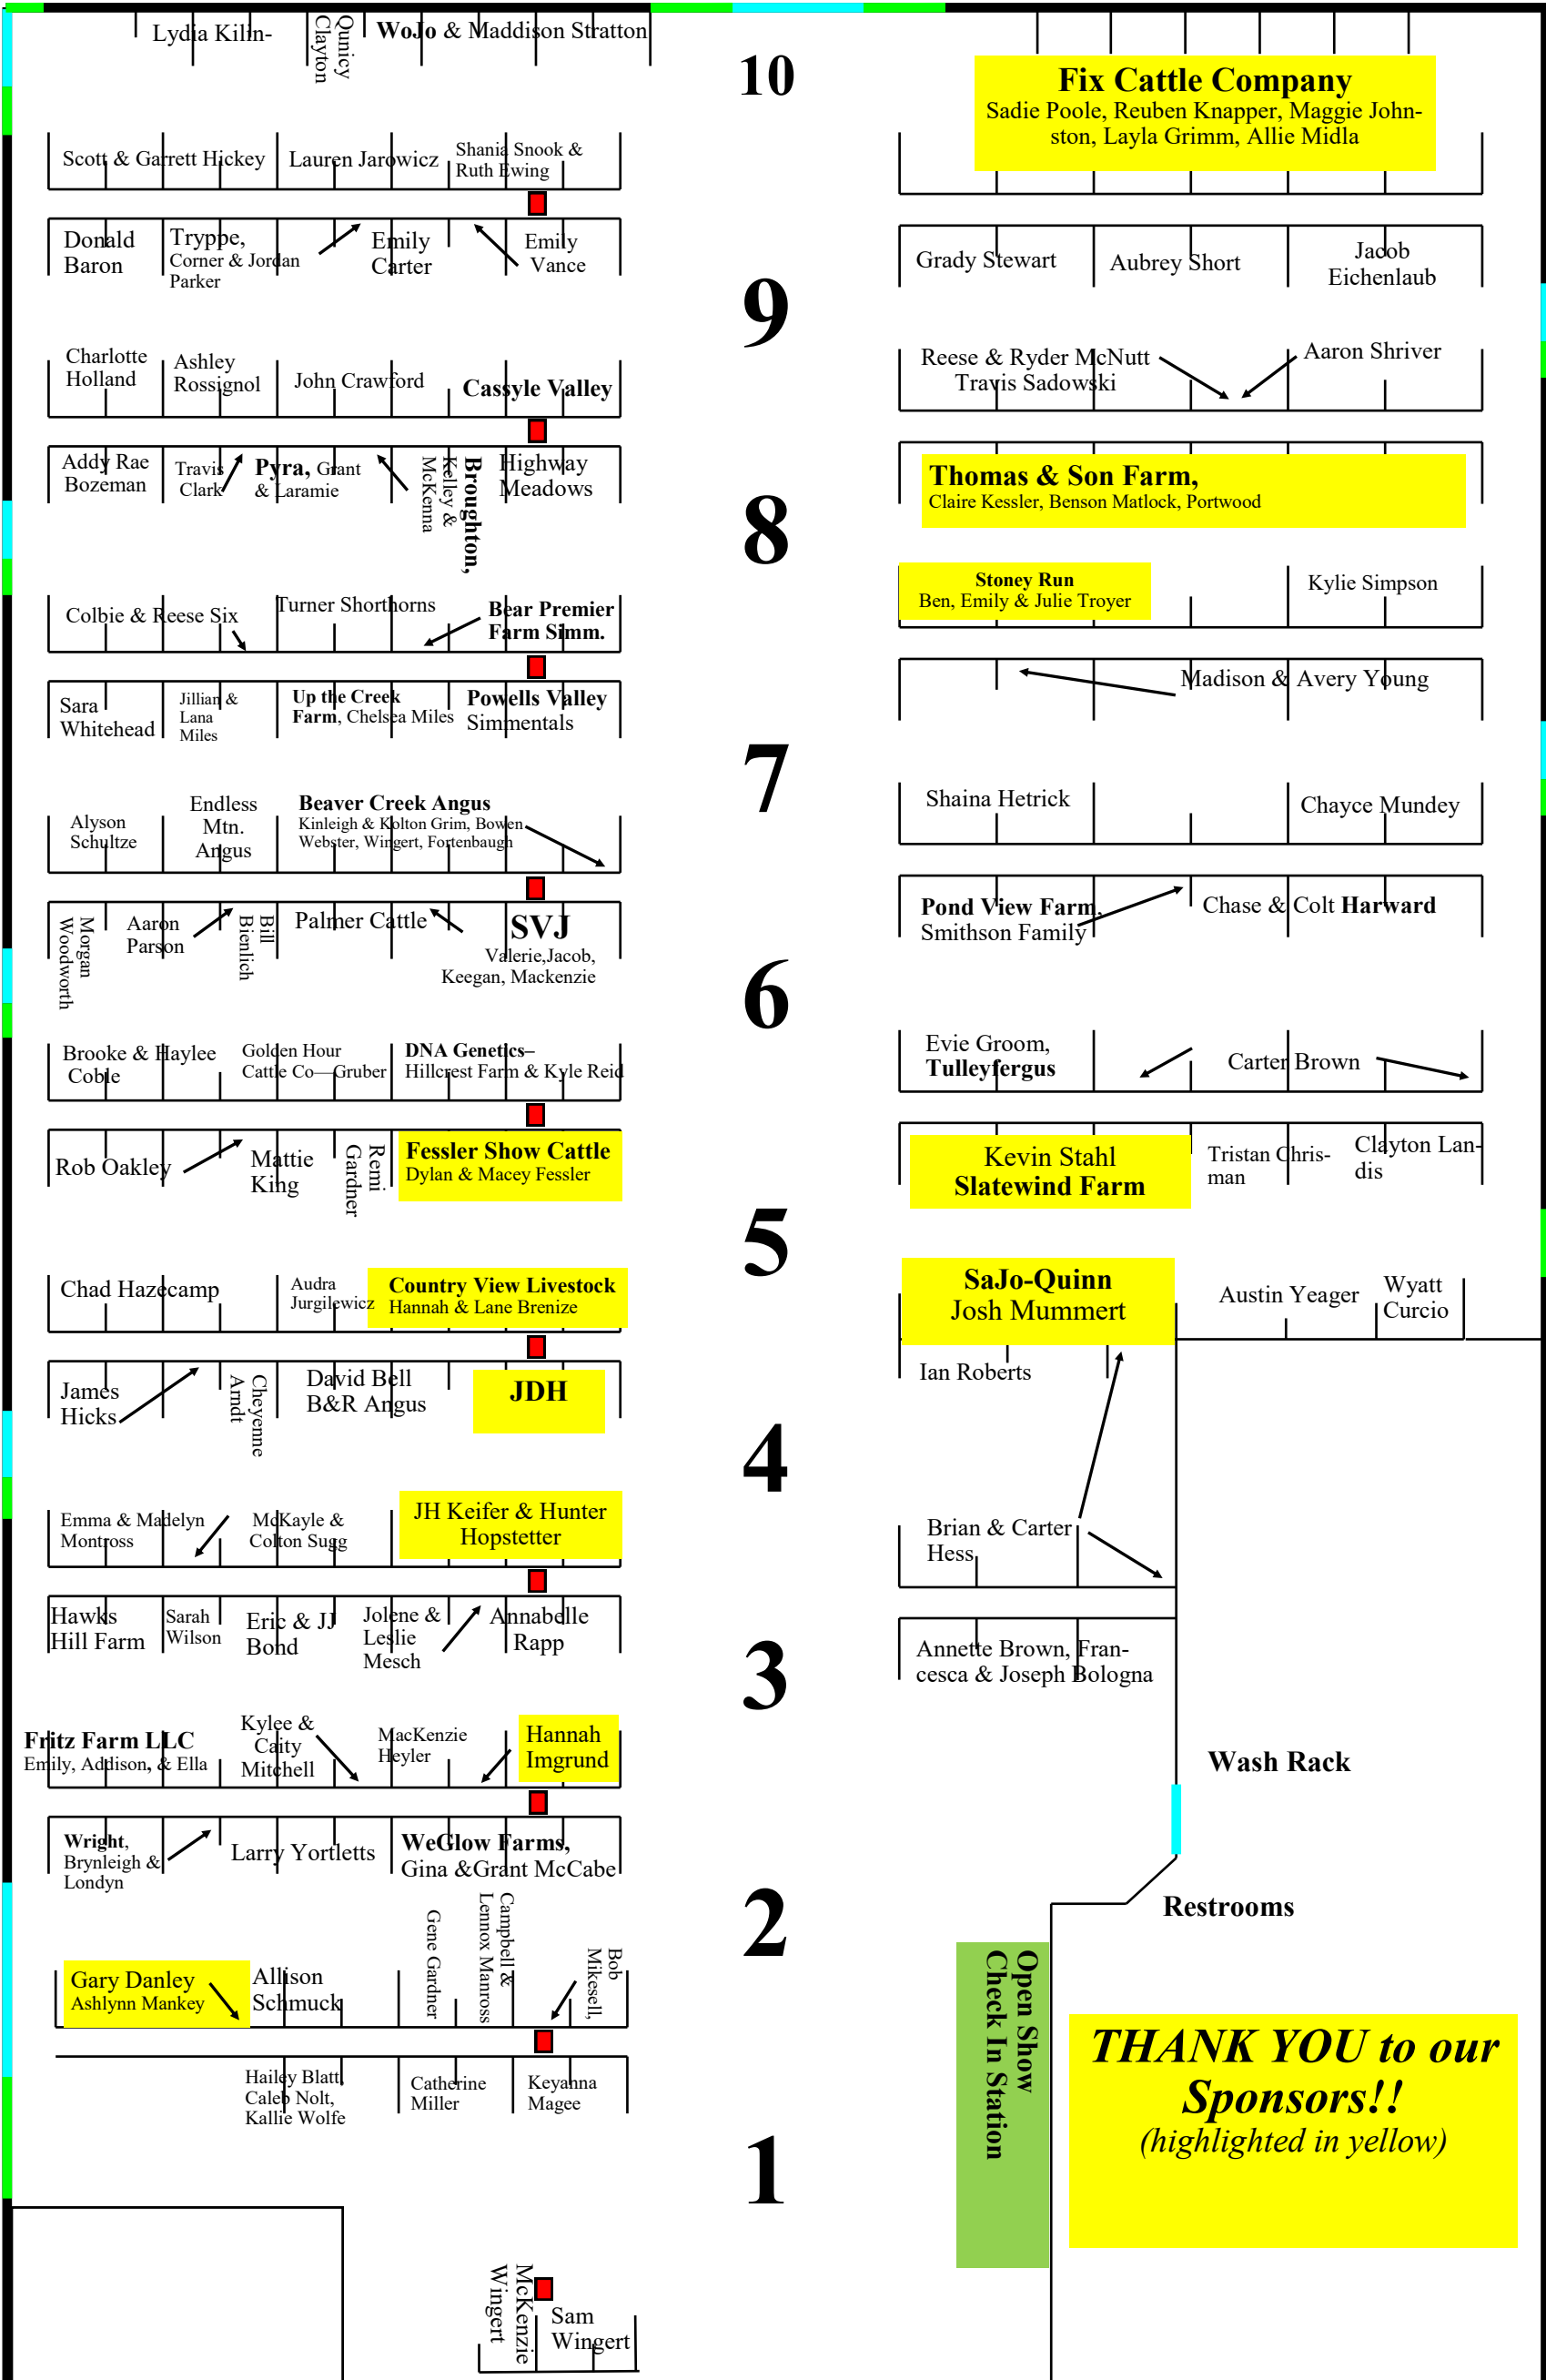 Lydia Kilin-
Qunicy
Clayton
WoJo & Maddison Stratton
10
Fix Cattle Company
Sadie Poole, Reuben Knapper, Maggie John-
ston, Layla Grimm, Allie Midla
Scott & Garrett Hickey
Lauren Jarowicz
Shania Snook &
Ruth Ewing
Donald
Baron
Tryppe,
Corner & Jordan
Parker
Emily
Carter
Emily
Vance
Grady Stewart
Aubrey Short
Jacob
Eichenlaub
9
Charlotte
Holland
Ashley
Rossignol
John Crawford
Cassyle Valley
Reese & Ryder McNutt
Travis Sadowski
Aaron Shriver
Addy Rae
Bozeman
Travis
Clark
Pyra, Grant
& Laramie
Broughton,
Kelley &
McKenna
Highway
Meadows
8
Thomas & Son Farm,
Claire Kessler, Benson Matlock, Portwood
Colbie & Reese Six
Turner Shorthorns
Bear Premier
Farm Simm.
Stoney Run
Ben, Emily & Julie Troyer
Kylie Simpson
Sara
Whitehead
Jillian &
Lana
Miles
Up the Creek
Farm, Chelsea Miles
Powells Valley
Simmentals
Madison & Avery Young
7
Alyson
Schultze
Endless
Mtn.
Angus
Beaver Creek Angus
Kinleigh & Kolton Grim, Bowen
Webster, Wingert, Fortenbaugh
Shaina Hetrick
Chayce Mundey
Morgan
Woodworth
Aaron
Parson
Bill
Bienlich
Palmer Cattle
SVJ
Valerie,Jacob,
Keegan, Mackenzie
Pond View Farm,
Smithson Family
Chase & Colt Harward
6
Brooke & Haylee
Coble
Golden Hour
Cattle Co—Gruber
DNA Genetics–
Hillcrest Farm & Kyle Reid
Evie Groom,
Tulleyfergus
Carter Brown
Rob Oakley
Mattie
King
Remi
Gardner
Fessler Show Cattle
Dylan & Macey Fessler
Kevin Stahl
Slatewind Farm
Tristan Chris-
man
Clayton Lan-
dis
5
Chad Hazecamp
Audra
Jurgilewicz
Country View Livestock
Hannah & Lane Brenize
SaJo-Quinn
Josh Mummert
Austin Yeager
Wyatt
Curcio
James
Hicks
Cheyenne
Arndt
David Bell
B&R Angus
JDH
Ian Roberts
4
Emma & Madelyn
Montross
McKayle &
Colton Sugg
JH Keifer & Hunter
Hopstetter
Brian & Carter
Hess
Hawks
Hill Farm
Sarah
Wilson
Eric & JJ
Bond
Jolene &
Leslie
Mesch
Annabelle
Rapp
Annette Brown, Fran-
cesca & Joseph Bologna
3
Fritz Farm LLC
Emily, Addison, & Ella
Kylee &
Caity
Mitchell
MacKenzie
Heyler
Hannah
Imgrund
Wash Rack
Wright,
Brynleigh &
Londyn
Larry Yortletts
WeGlow Farms,
Gina &Grant McCabe
2
Restrooms
Gary Danley
Ashlynn Mankey
Allison
Schmuck
Gene Gardner
Campbell &
Lennox Manross
Bob
Mikesell,
Open Show
Check In Station
THANK YOU to our
Sponsors!!
(highlighted in yellow)
Hailey Blatt,
Caleb Nolt,
Kallie Wolfe
Catherine
Miller
Keyanna
Magee
1
McKenzie
Wingert
Sam
Wingert